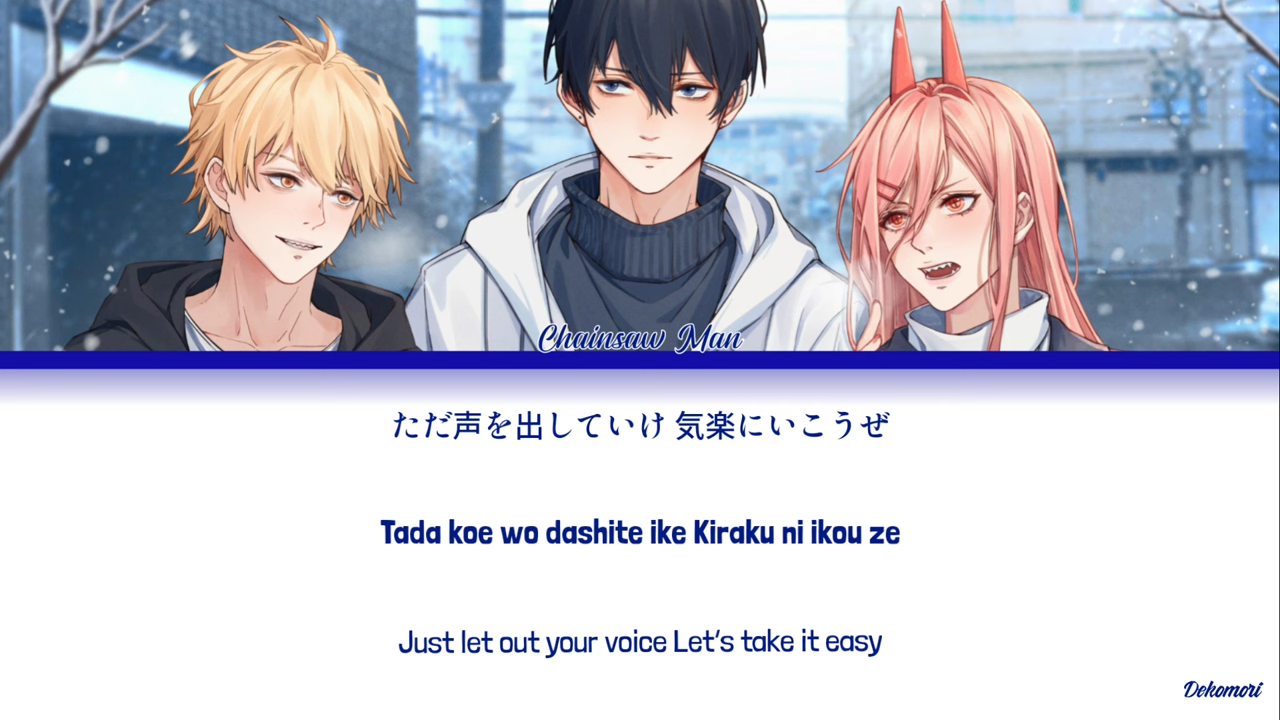 Chainsaw Man
ただ声を出していけ 気楽にいこうぜ
Tada koe wo dashite ike Kiraku ni ikou ze
Just let out your voice Let's take it easy
Dekomori